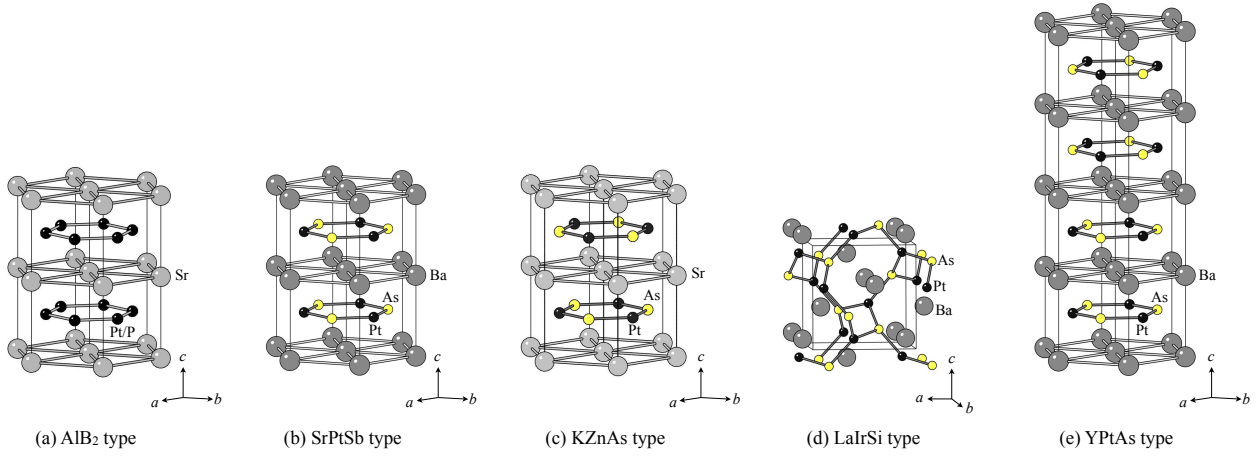 Sr
Pt/P
c
a
b
(a) AlB₂ type
Ba
As
Pt
c
a
b
(b) SrPtSb type
Sr
As
Pt
c
a
b
(c) KZnAs type
As
Pt
Ba
c
a
b
(d) LaIrSi type
Ba
As
Pt
c
a
b
(e) YPtAs type